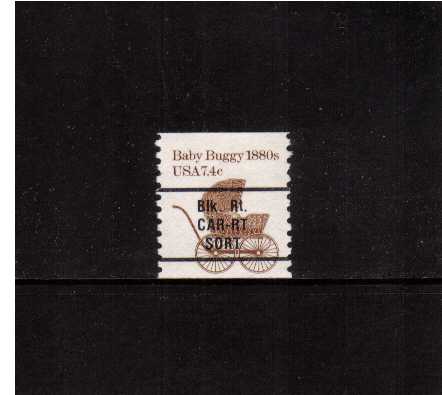 Baby Buggy 1880s
USA 7.4c
Blk. Rt.
CAR-RT
SORT